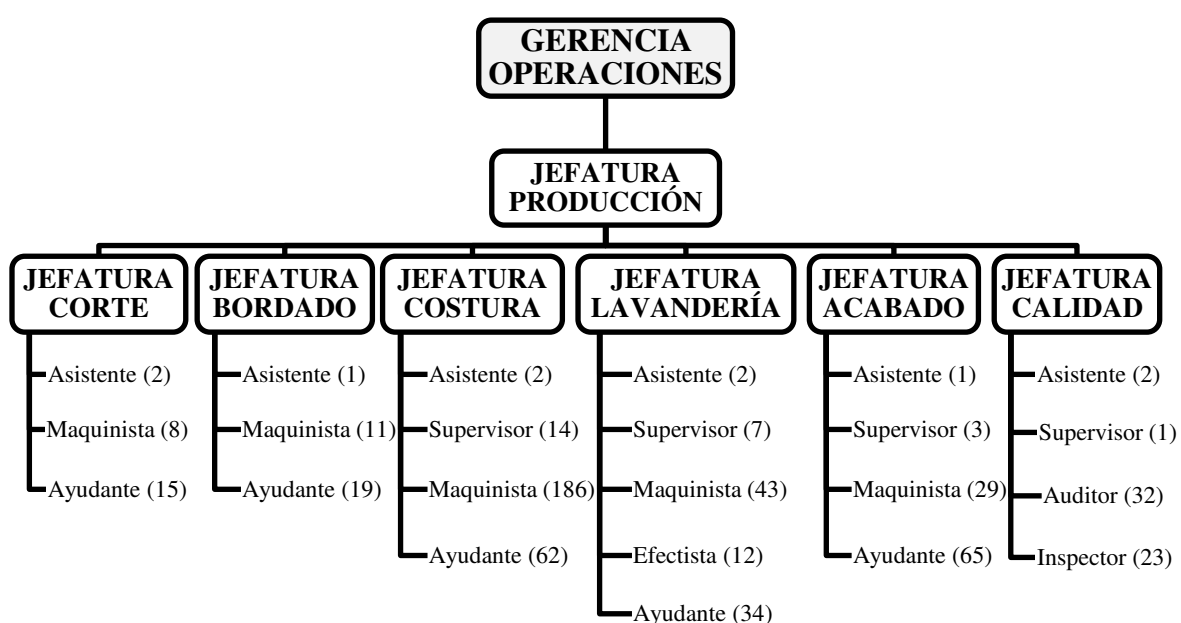 GERENCIA
OPERACIONES
JEFATURA
PRODUCCIÓN
JEFATURA
CORTE
Asistente (2)
Maquinista (8)
Ayudante (15)
JEFATURA
BORDADO
Asistente (1)
Maquinista (11)
Ayudante (19)
JEFATURA
COSTURA
Asistente (2)
Supervisor (14)
Maquinista (186)
Ayudante (62)
JEFATURA
LAVANDERÍA
Asistente (2)
Supervisor (7)
Maquinista (43)
Efectista (12)
Ayudante (34)
JEFATURA
ACABADO
Asistente (1)
Supervisor (3)
Maquinista (29)
Ayudante (65)
JEFATURA
CALIDAD
Asistente (2)
Supervisor (1)
Auditor (32)
Inspector (23)